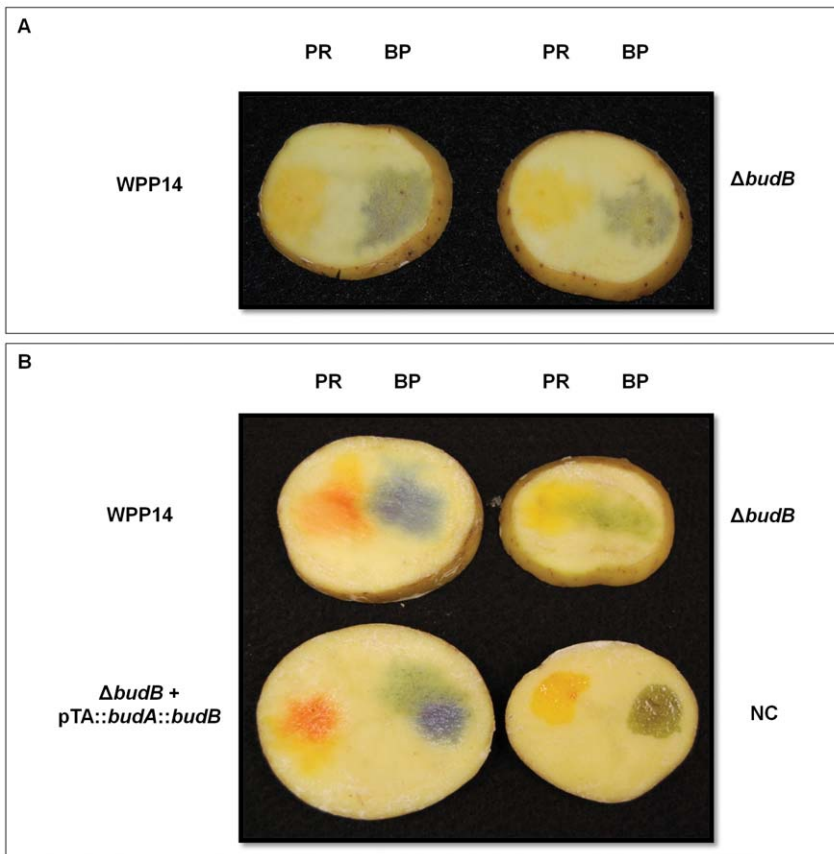 A
PR BP PR BP
WPP14
ΔbudB
B
PR BP PR BP
WPP14
ΔbudB
ΔbudB +
pTA::budA::budB
NC